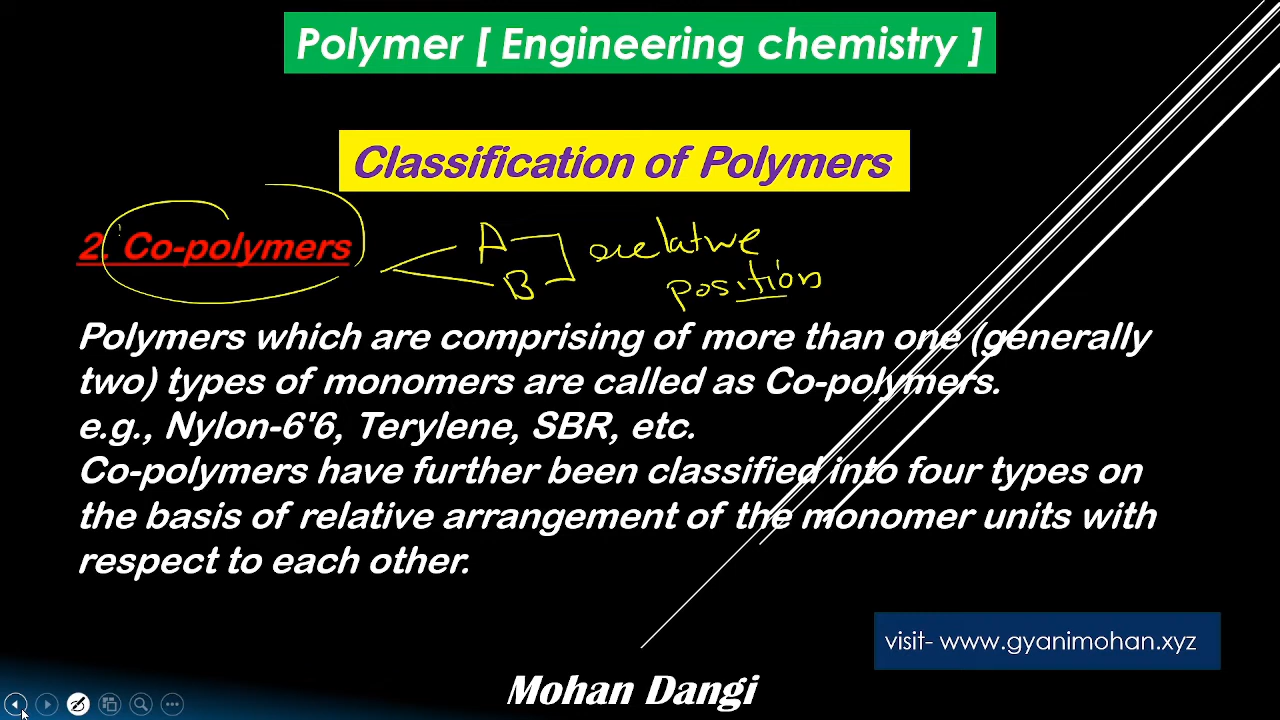 Polymer [ Engineering chemistry ]
Classification of Polymers
2. Co-polymers
A
relative
B
position
Polymers which are comprising of more than one (generally
two) types of monomers are called as Co-polymers.
e.g., Nylon-6'6, Terylene, SBR, etc.
Co-polymers have further been classified into four types on
the basis of relative arrangement of the monomer units with
respect to each other.
visit- www.gyanimohan.xyz
Mohan Dangi